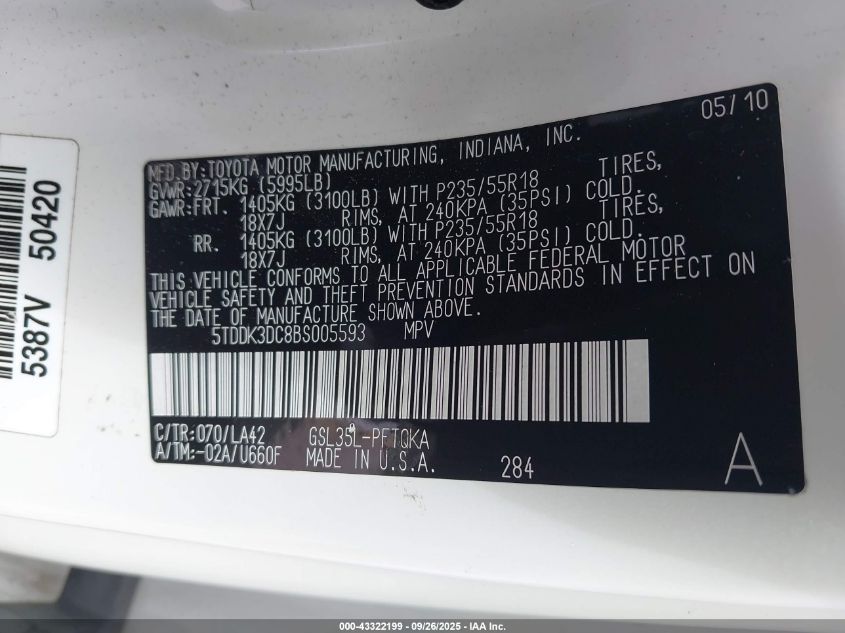 05/10
MFD. BY: TOYOTA MOTOR MANUFACTURING, INDIANA, INC.
GVWR: 2715KG (5995LB)
GAWR: FRT. 1405KG (3100LB) WITH P235/55R18 TIRES,
18X7J RIMS, AT 240KPA (35PSI) COLD.
RR. 1405KG (3100LB) WITH P235/55R18 TIRES,
18X7J RIMS, AT 240KPA (35PSI) COLD.
THIS VEHICLE CONFORMS TO ALL APPLICABLE FEDERAL MOTOR
VEHICLE SAFETY AND THEFT PREVENTION STANDARDS IN EFFECT ON
THE DATE OF MANUFACTURE SHOWN ABOVE.
5TDDK3DC8BS005593 MPV
C/TR: 070/LA42 GSL35L-PFTQKA
A/TM: -02A/U660F MADE IN U.S.A. 284 A
5387V 50420
000-43322199 - 09/26/2025 - IAA Inc.